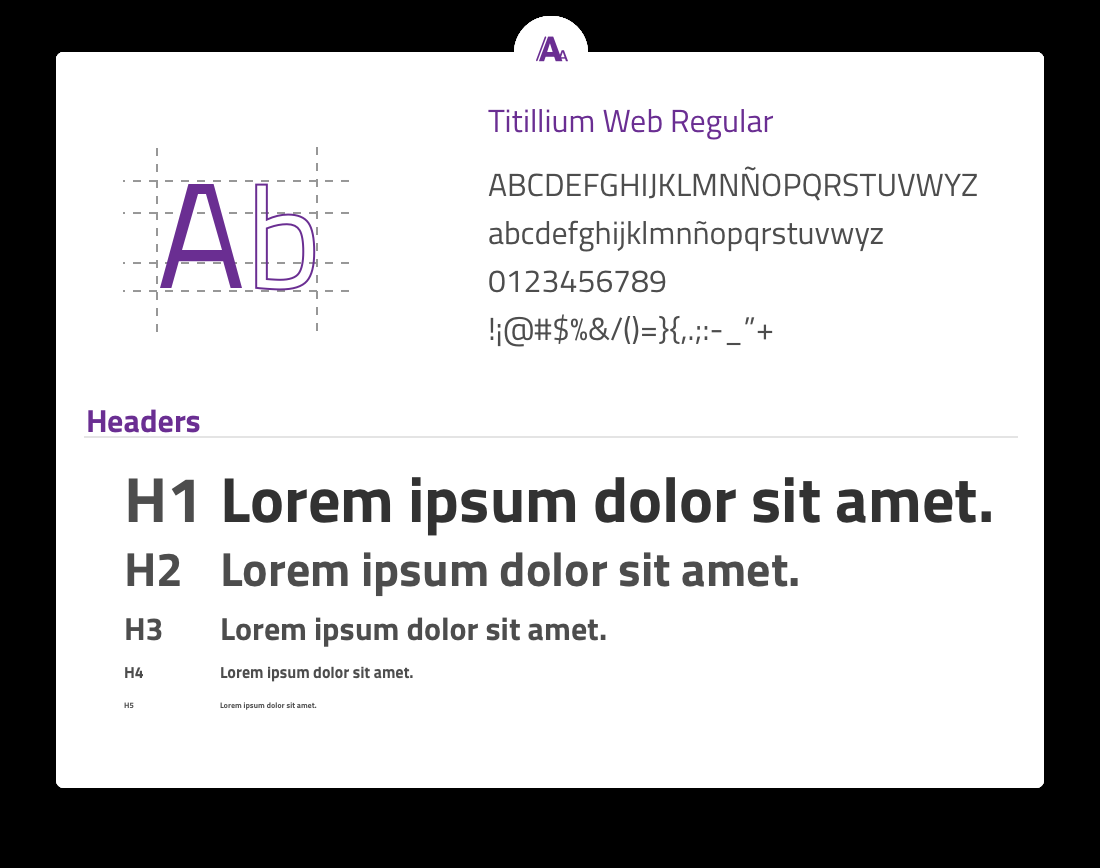 AA
Ab
Titillium Web Regular
ABCDEFGHIJKLMNÑOPQRSTUVWYZ
abcdefghijklmnñopqrstuvwyz
0123456789
!¡@#$%&/()=}{,.;:-_"+
Headers
H1 Lorem ipsum dolor sit amet.
H2 Lorem ipsum dolor sit amet.
H3 Lorem ipsum dolor sit amet.
H4 Lorem ipsum dolor sit amet.
H5 Lorem ipsum dolor sit amet.